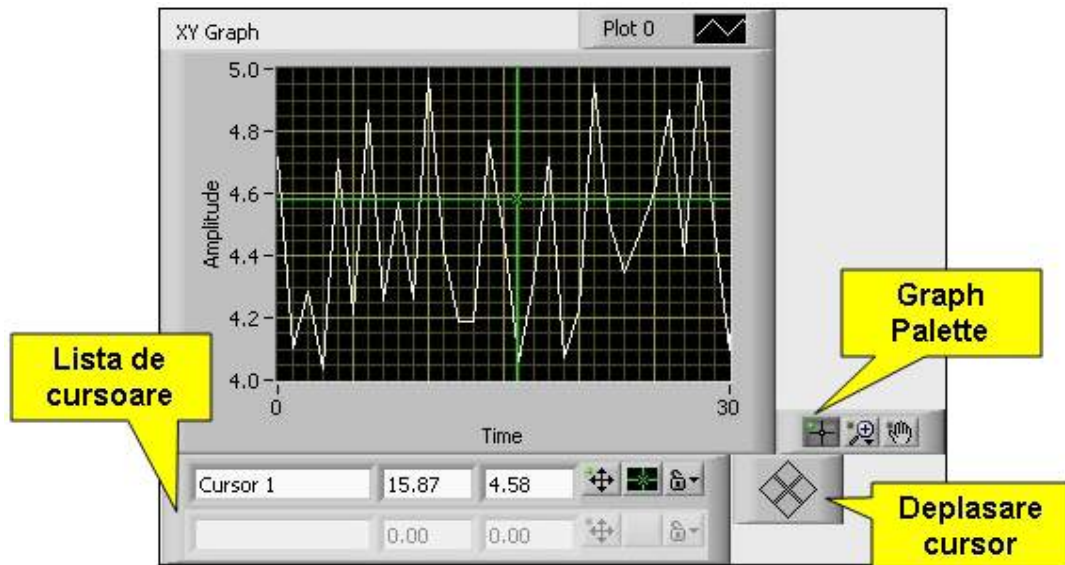 XY Graph
Plot 0
5.0
4.8
4.6
4.4
4.2
4.0
Amplitude
0
30
Time
Graph
Palette
Lista de
cursoare
Cursor 1
15.87
4.58
0.00
0.00
Deplasare
cursor